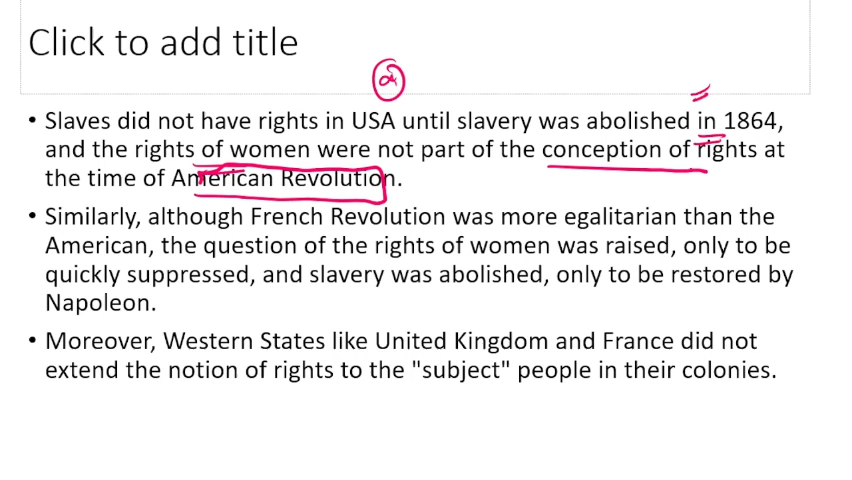 Click to add title
• Slaves did not have rights in USA until slavery was abolished in 1864,
and the rights of women were not part of the conception of rights at
the time of American Revolution.
• Similarly, although French Revolution was more egalitarian than the
American, the question of the rights of women was raised, only to be
quickly suppressed, and slavery was abolished, only to be restored by
Napoleon.
• Moreover, Western States like United Kingdom and France did not
extend the notion of rights to the "subject" people in their colonies.